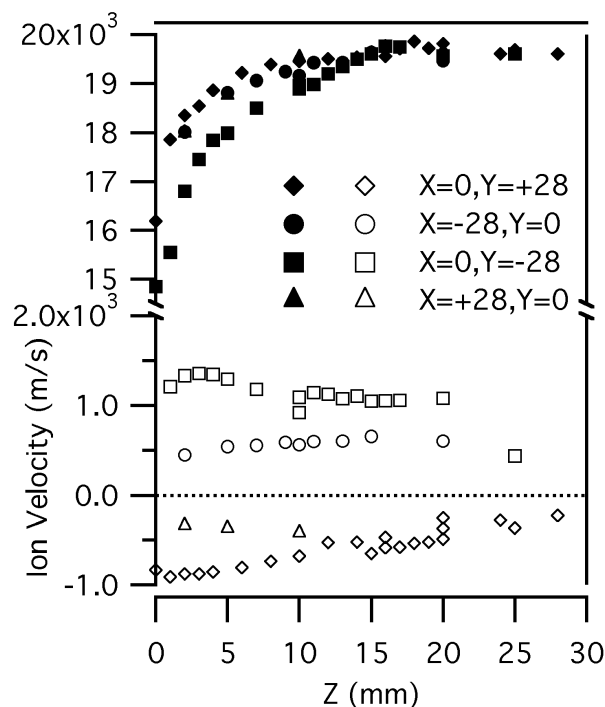 20x10³
19
18
17
16
15
X=0,Y=+28
X=-28,Y=0
X=0,Y=-28
X=+28,Y=0
2.0x10³
1.0
0.0
-1.0
Ion Velocity (m/s)
0 5 10 15 20 25 30
Z (mm)